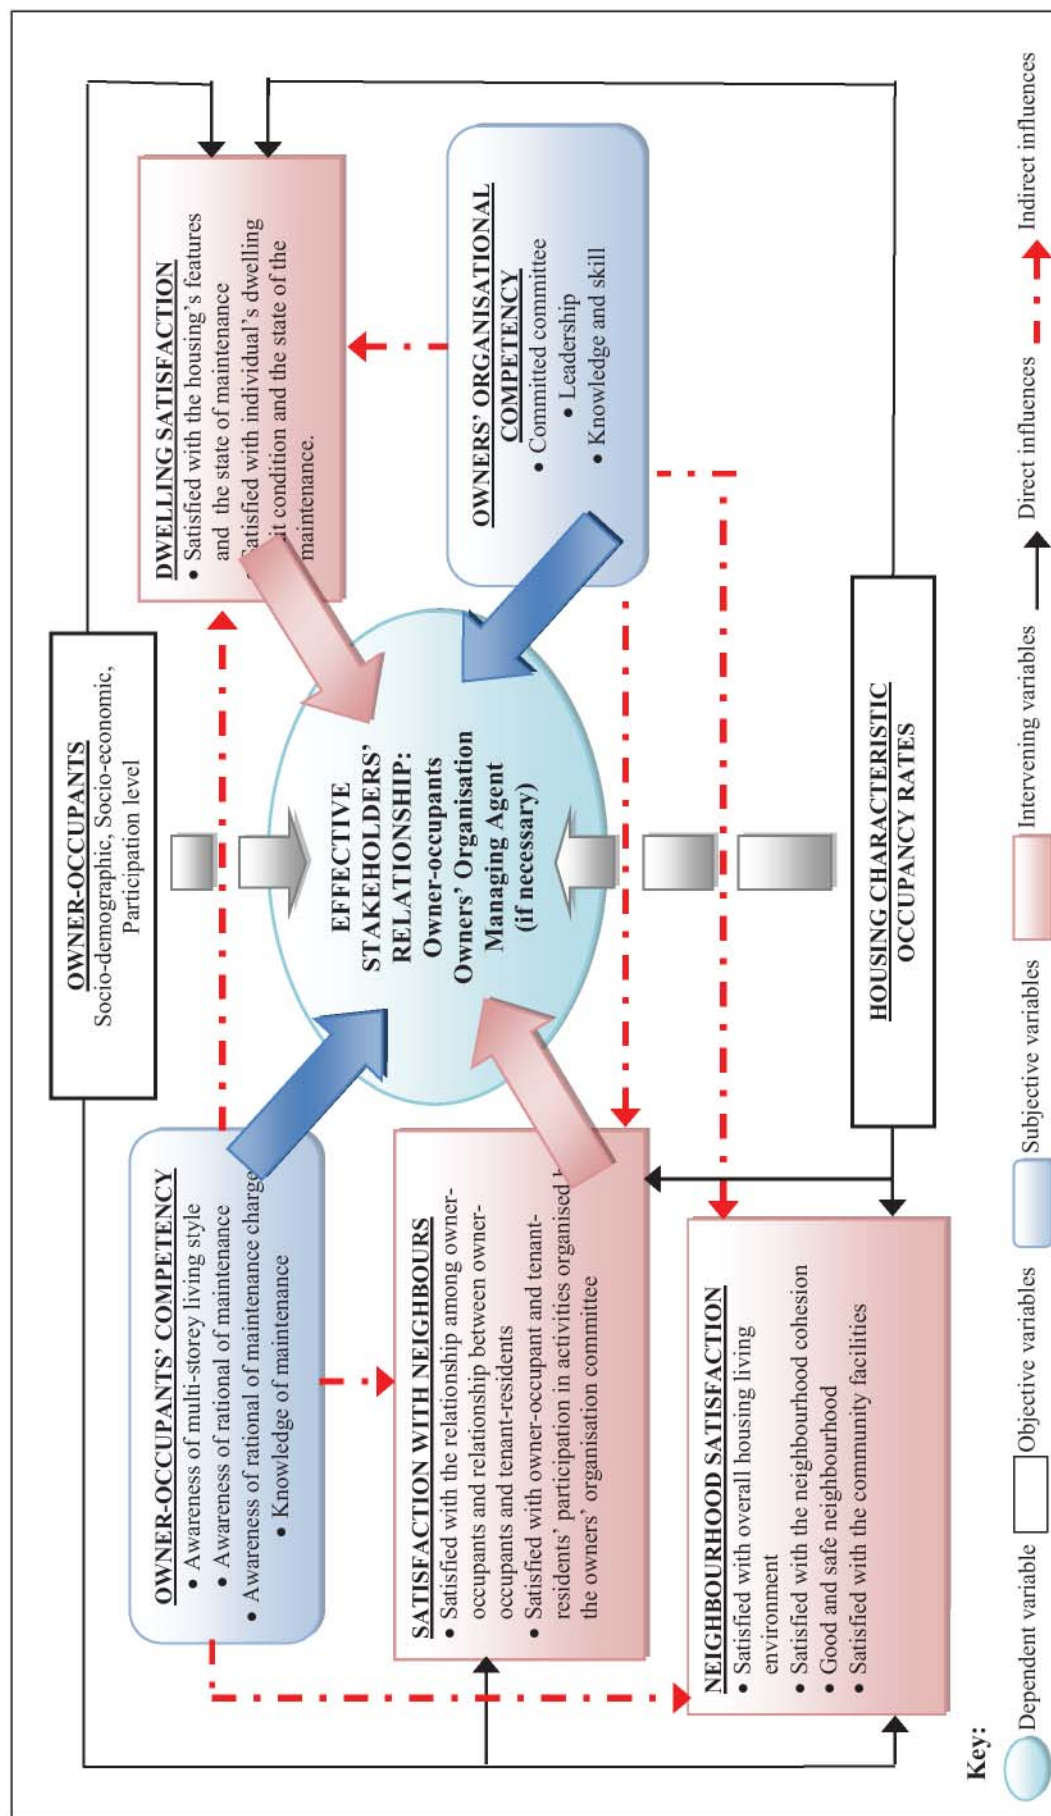 OWNER-OCCUPANTS
Socio-demographic, Socio-economic,
Participation level
OWNER-OCCUPANTS' COMPETENCY
• Awareness of multi-storey living style
• Awareness of rational of maintenance
• Awareness of rational of maintenance charge
• Knowledge of maintenance
DWELLING SATISFACTION
• Satisfied with the housing's features
and the state of maintenance
• Satisfied with individual's dwelling
condition and the state of the
maintenance.
EFFECTIVE
STAKEHOLDERS'
RELATIONSHIP:
Owner-occupants
Owners' Organisation
Managing Agent
(if necessary)
SATISFACTION WITH NEIGHBOURS
• Satisfied with the relationship among owner-
occupants and relationship between owner-
occupants and tenant-residents
• Satisfied with owner-occupant and tenant-
residents' participation in activities organised
the owners' organisation committee
OWNERS' ORGANISATIONAL
COMPETENCY
• Committed committee
• Leadership
• Knowledge and skill
NEIGHBOURHOOD SATISFACTION
• Satisfied with overall housing living
environment
• Satisfied with the neighbourhood cohesion
• Good and safe neighbourhood
• Satisfied with the community facilities
HOUSING CHARACTERISTIC
OCCUPANCY RATES
Key:
Dependent variable
Objective variables
Subjective variables
Intervening variables
Direct influences
Indirect influences